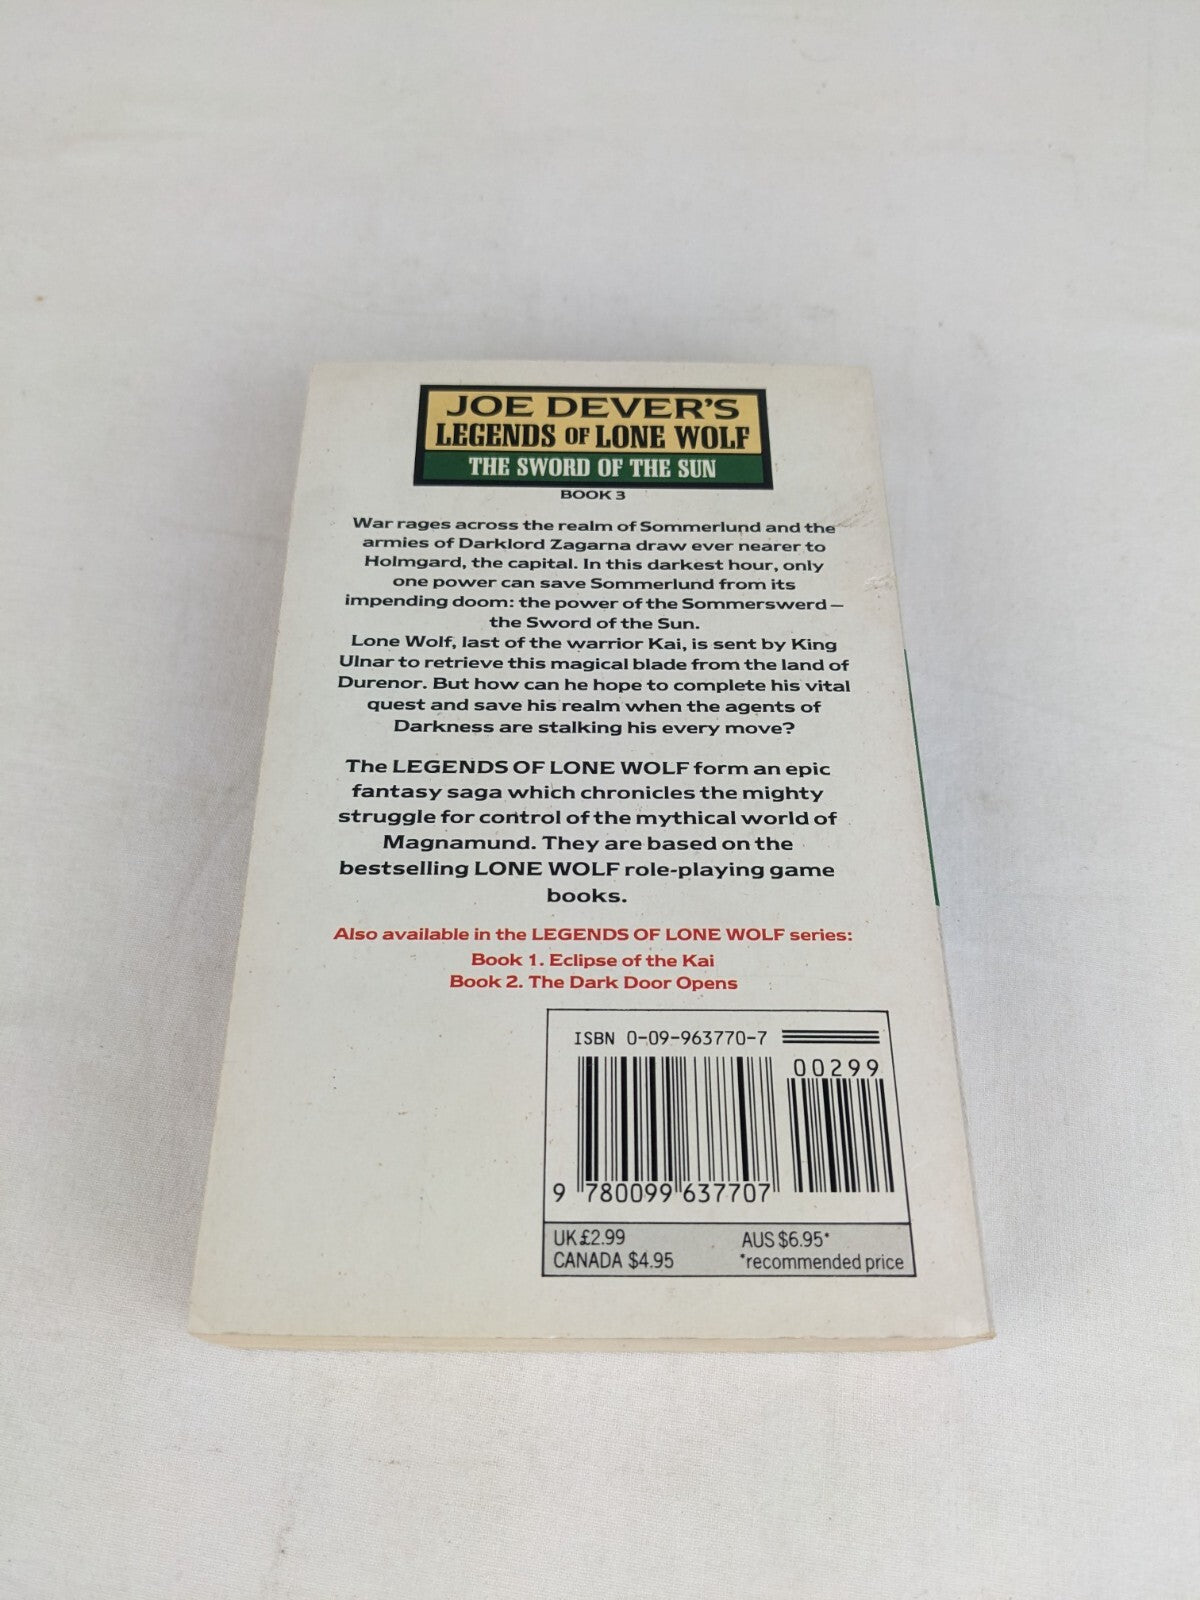 JOE DEVER'S
LEGENDS OF LONE WOLF
THE SWORD OF THE SUN
BOOK 3
War rages across the realm of Sommerlund and the
armies of Darklord Zagarna draw ever nearer to
Holmgard, the capital. In this darkest hour, only
one power can save Sommerlund from its
impending doom: the power of the Sommerswerd –
the Sword of the Sun.
Lone Wolf, last of the warrior Kai, is sent by King
Ulnar to retrieve this magical blade from the land of
Durenor. But how can he hope to complete his vital
quest and save his realm when the agents of
Darkness are stalking his every move?
The LEGENDS OF LONE WOLF form an epic
fantasy saga which chronicles the mighty
struggle for control of the mythical world of
Magnamund. They are based on the
bestselling LONE WOLF role-playing game
books.
Also available in the LEGENDS OF LONE WOLF series:
Book 1. Eclipse of the Kai
Book 2. The Dark Door Opens
ISBN 0-09-963770-7
00299
9 780099 637707
UK £2.99 AUS $6.95*
CANADA $4.95 *recommended price